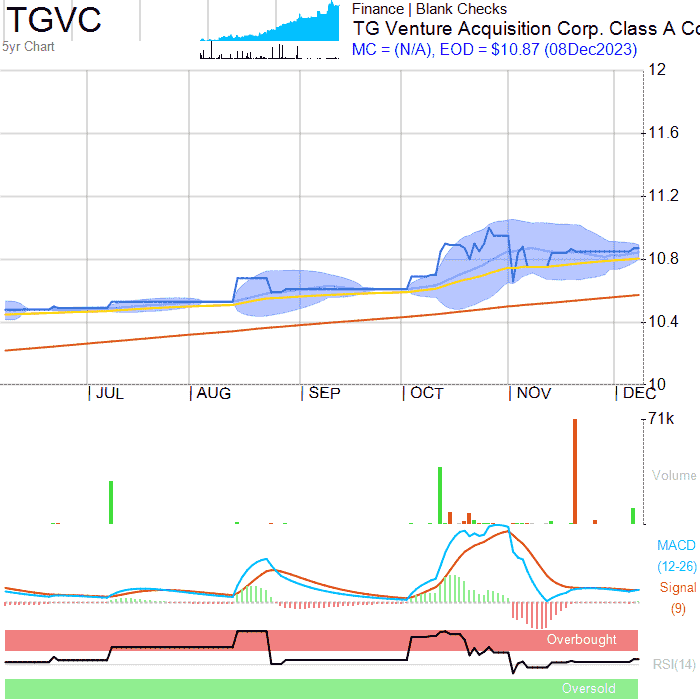 TGVC
5yr Chart
Finance | Blank Checks
TG Venture Acquisition Corp. Class A Co
MC = (N/A), EOD = $10.87 (08Dec2023)
12
11.6
11.2
10.8
10.4
10
JUL
AUG
SEP
OCT
NOV
DEC
71k
Volume
MACD
(12-26)
Signal
(9)
Overbought
RSI(14)
Oversold